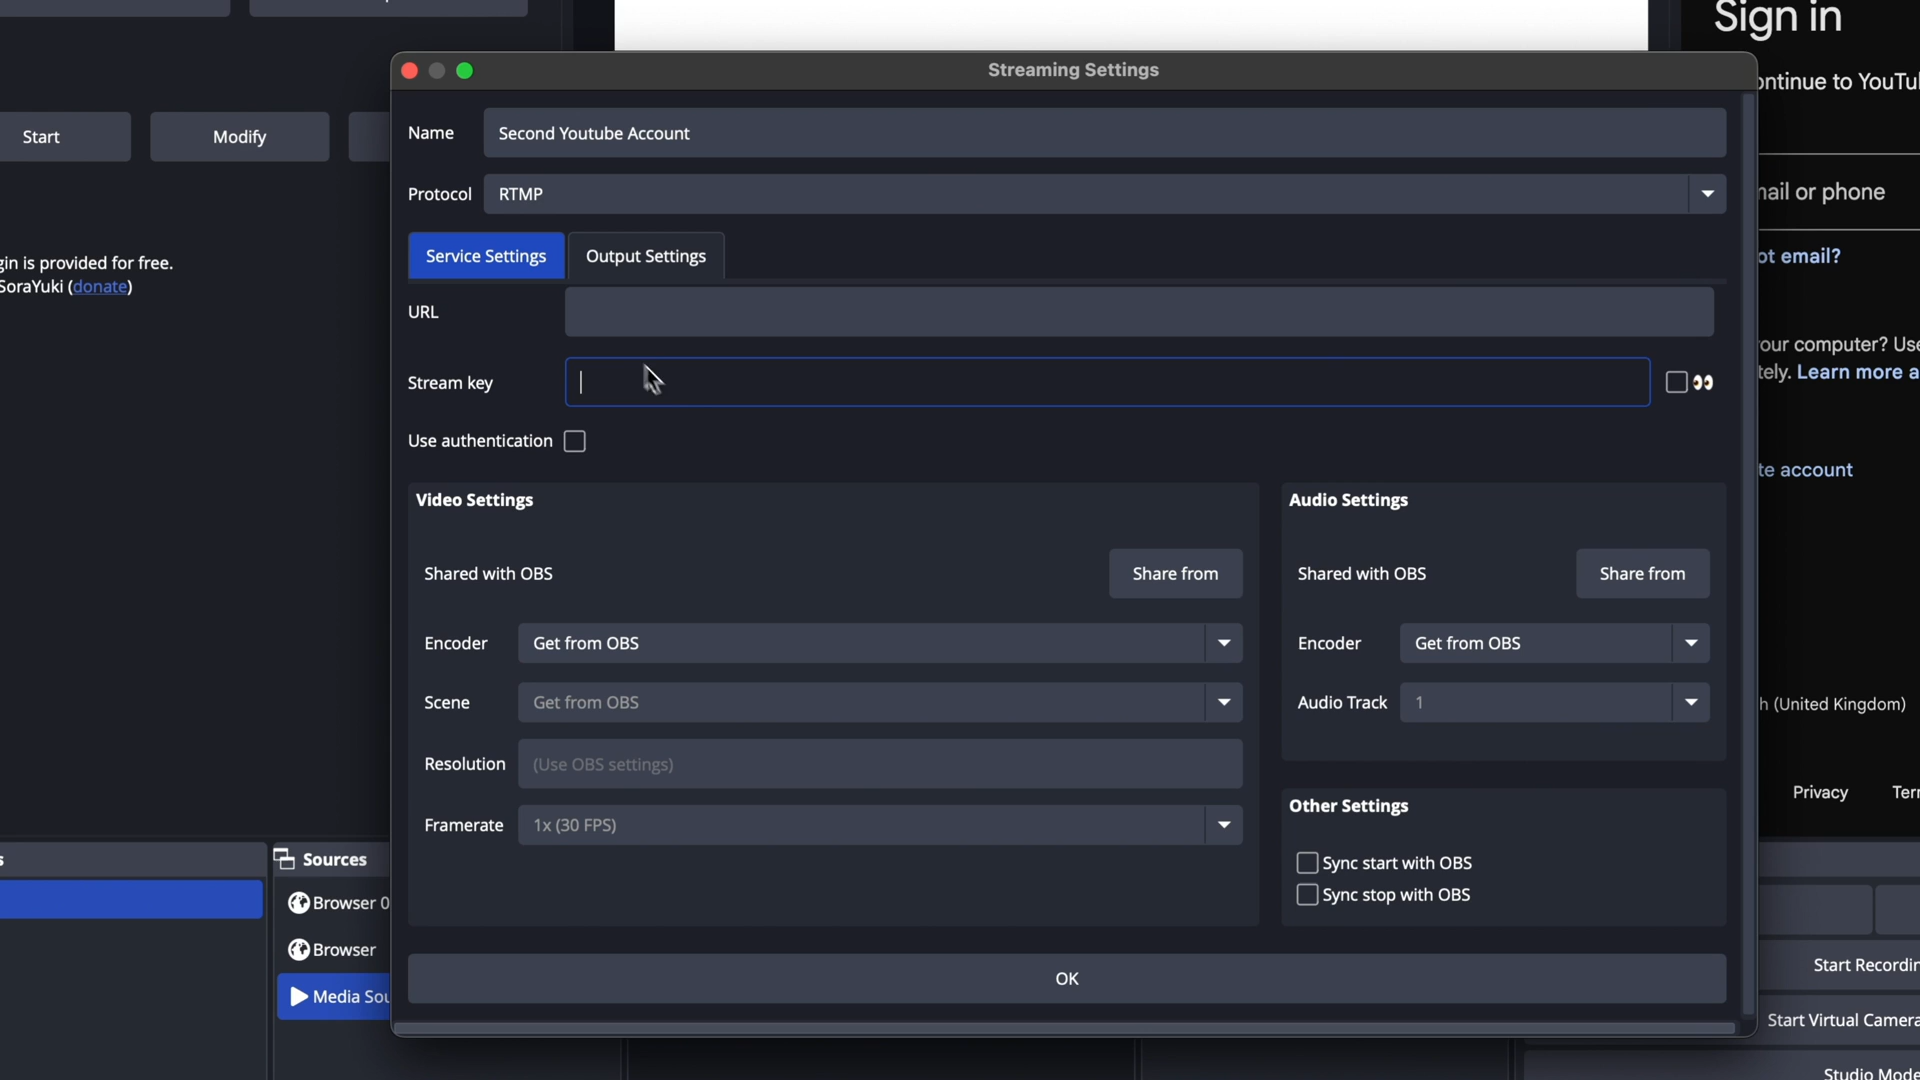 Sign in
Streaming Settings
ontinue to YouTu
Name
Second Youtube Account
Start
Modify
Protocol
RTMP
nail or phone
Service Settings
Output Settings
ot email?
gin is provided for free.
SoraYuki (donate)
URL
our computer? Use
tely. Learn more a
Stream key
Use authentication
te account
Video Settings
Audio Settings
Shared with OBS
Share from
Shared with OBS
Share from
Encoder
Get from OBS
Encoder
Get from OBS
Scene
Get from OBS
Audio Track
1
h (United Kingdom)
Resolution
(Use OBS settings)
Privacy
Terr
Framerate
1x (30 FPS)
Other Settings
Sync start with OBS
Sync stop with OBS
s
Sources
Browser 0
Browser
Media Sou
OK
Start Recordin
Start Virtual Camera
Studio Mode